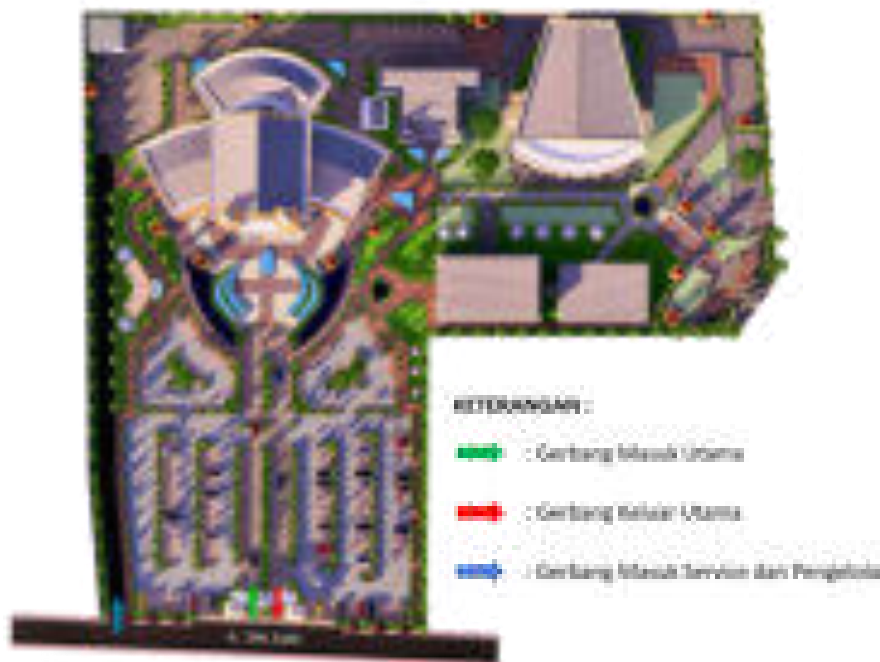 KETERANGAN :
: Gerbang Masuk Utama
: Gerbang Keluar Utama
: Gerbang Masuk Service dan Pengelola